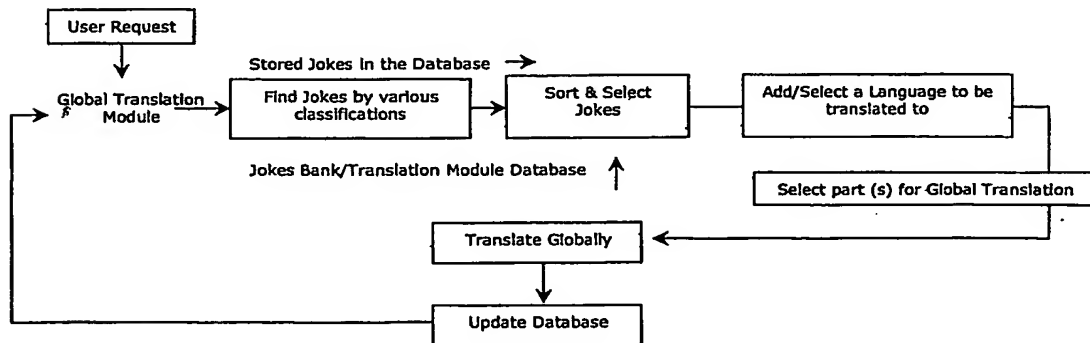 User Request
Stored Jokes in the Database
Global Translation
Module
Find Jokes by various
classifications
Sort & Select
Jokes
Add/Select a Language to be
translated to
Jokes Bank/Translation Module Database
Select part (s) for Global Translation
Translate Globally
Update Database